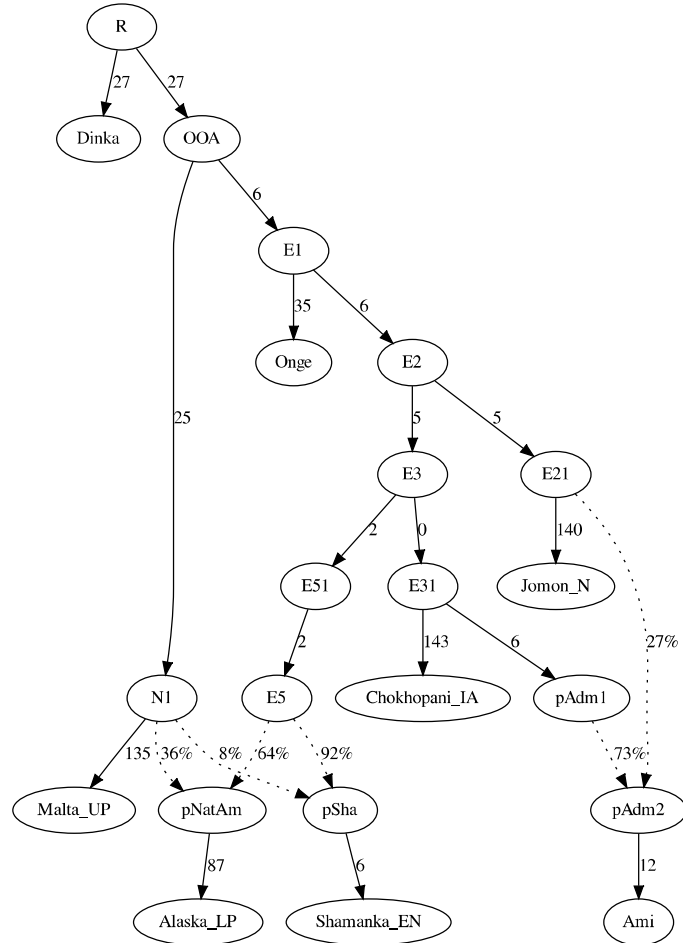 R
27
27
Dinka
OOA
6
E1
35
6
Onge
E2
25
5
5
E3
E21
2
0
140
E51
E31
Jomon_N
2
143
6
27%
N1
E5
Chokhopani_IA
pAdm1
135
36%
8%
64%
92%
73%
Malta_UP
pNatAm
pSha
pAdm2
87
6
12
Alaska_LP
Shamanka_EN
Ami